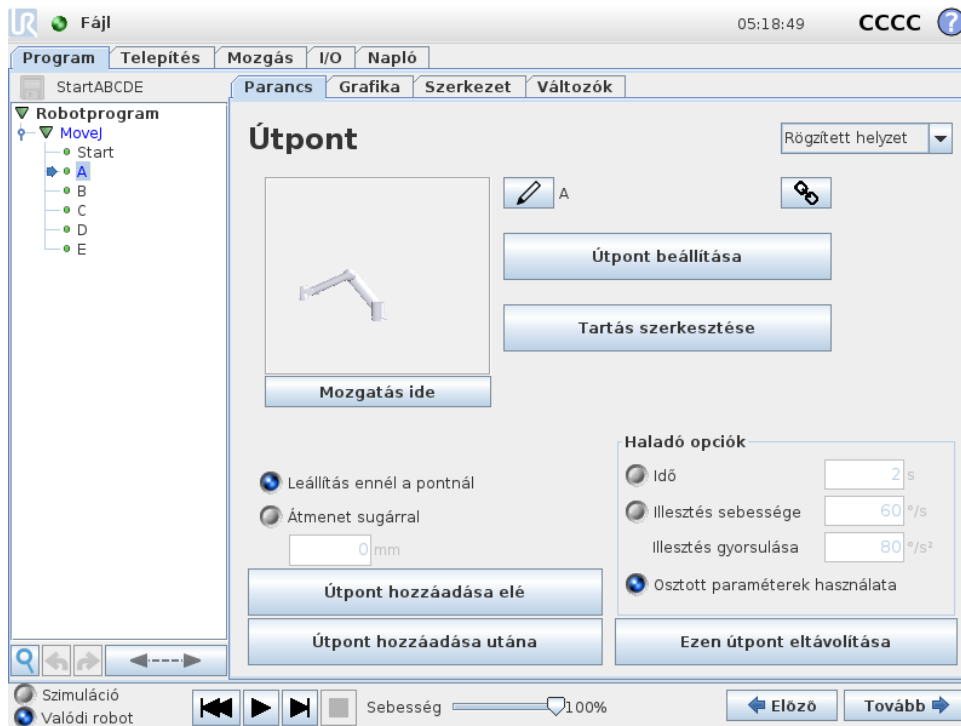 UR Fájl 05:18:49 CCCC ?
Program Telepítés Mozgás I/O Napló
StartABCDE
Parancs Grafika Szerkezet Változók
Robotprogram
MoveJ
Start
A
B
C
D
E
Útpont
Rögzített helyzet
A
Útpont beállítása
Tartás szerkesztése
Mozgatás ide
Leállítás ennél a pontnál
Átmenet sugárral
0 mm
Haladó opciók
Idő 2 s
Illesztés sebessége 60 °/s
Illesztés gyorsulása 80 °/s²
Osztott paraméterek használata
Útpont hozzáadása elé
Útpont hozzáadása utána
Ezen útpont eltávolítása
Szimuláció
Valódi robot
Sebesség 100%
Előző
Tovább